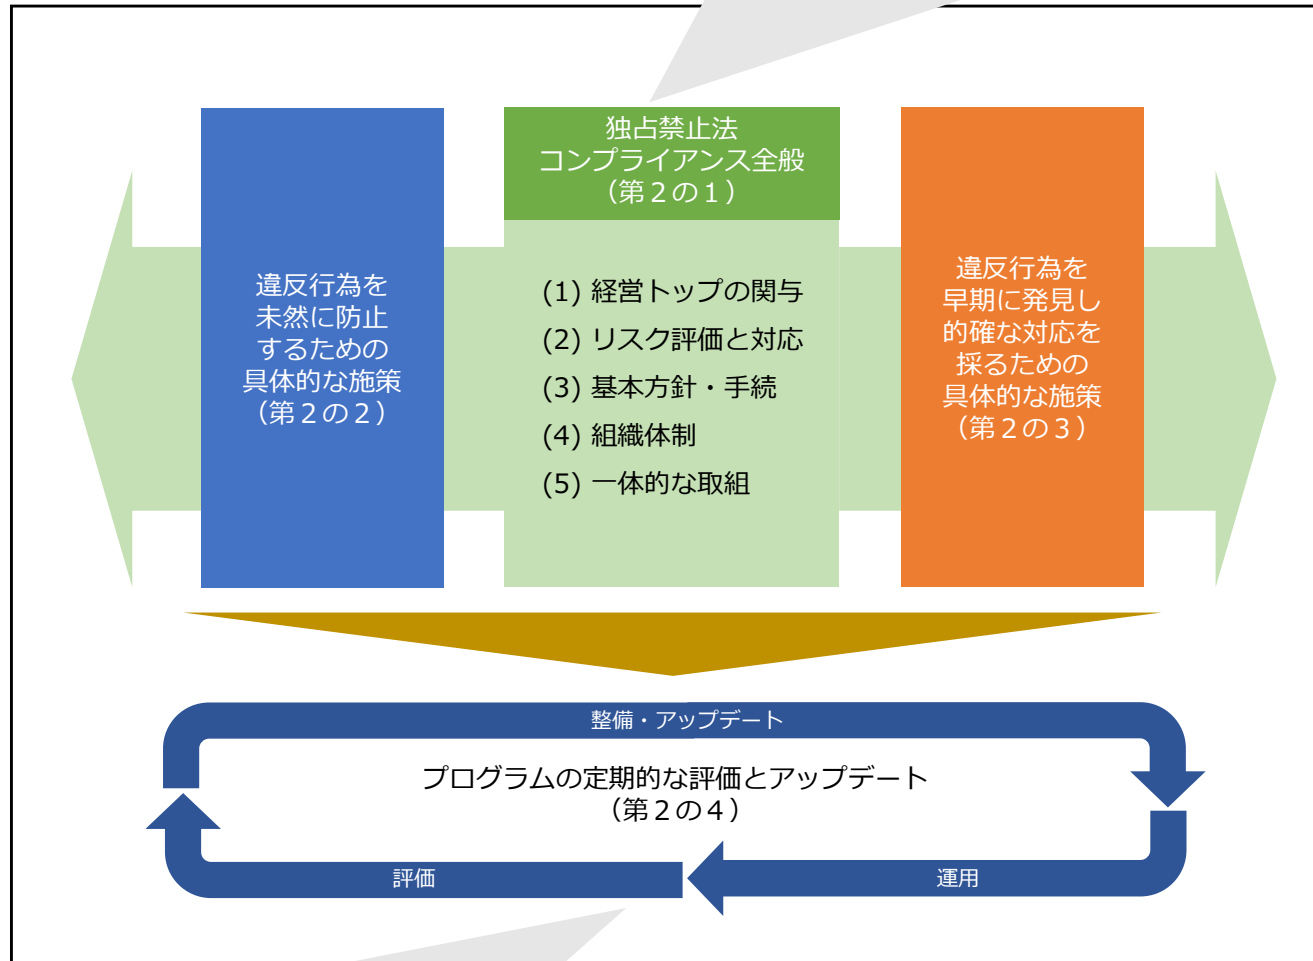 独占禁止法
コンプライアンス全般
（第２の１）
違反行為を
未然に防止
するための
具体的な施策
（第２の２）
(1) 経営トップの関与
(2) リスク評価と対応
(3) 基本方針・手続
(4) 組織体制
(5) 一体的な取組
違反行為を
早期に発見し
的確な対応を
採るための
具体的な施策
（第２の３）
整備・アップデート
プログラムの定期的な評価とアップデート
（第２の４）
評価
運用